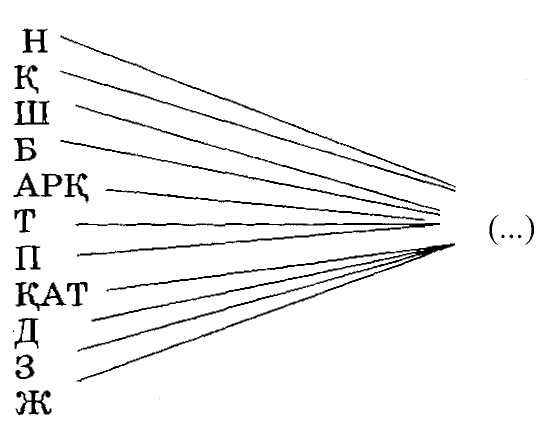 Н
Қ
Ш
Б
АРҚ
Т (...)
П
ҚАТ
Д
З
Ж